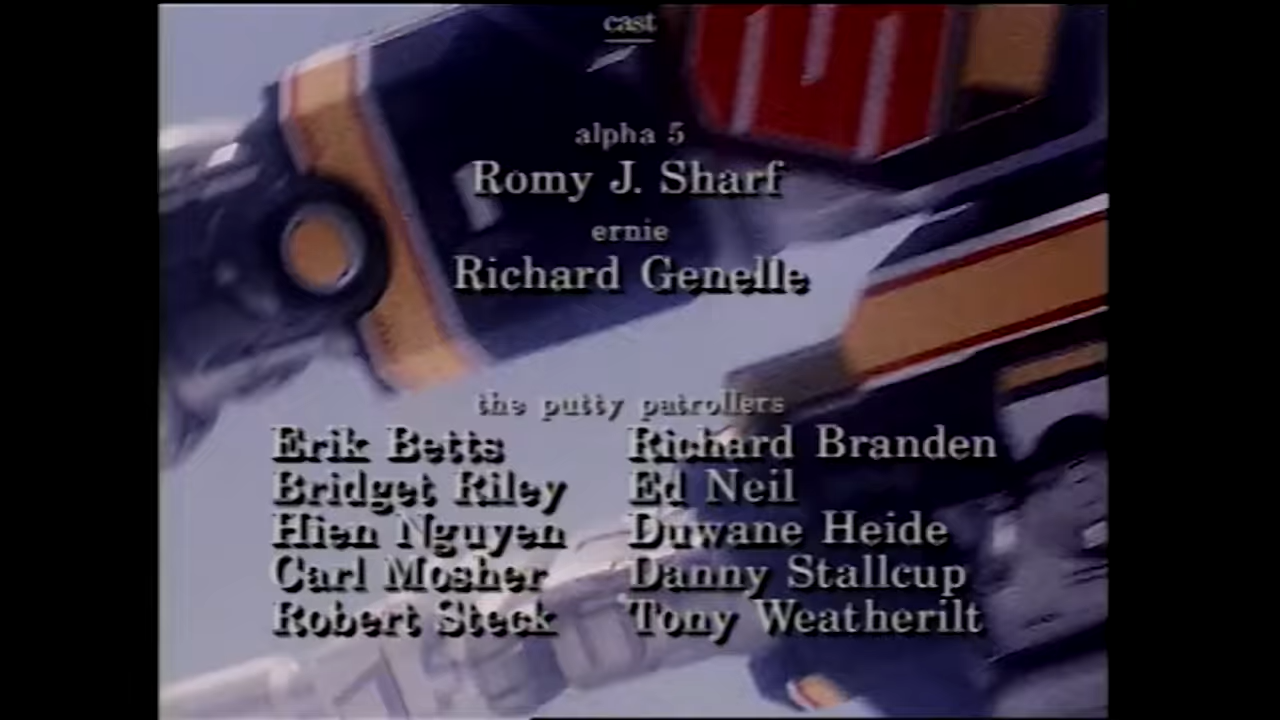 cast
alpha 5
Romy J. Sharf
ernie
Richard Genelle
the putty patrollers
Erik Betts Richard Branden
Bridget Riley Ed Neil
Hien Nguyen Duwane Heide
Carl Mosher Danny Stallcup
Robert Steck Tony Weatherilt